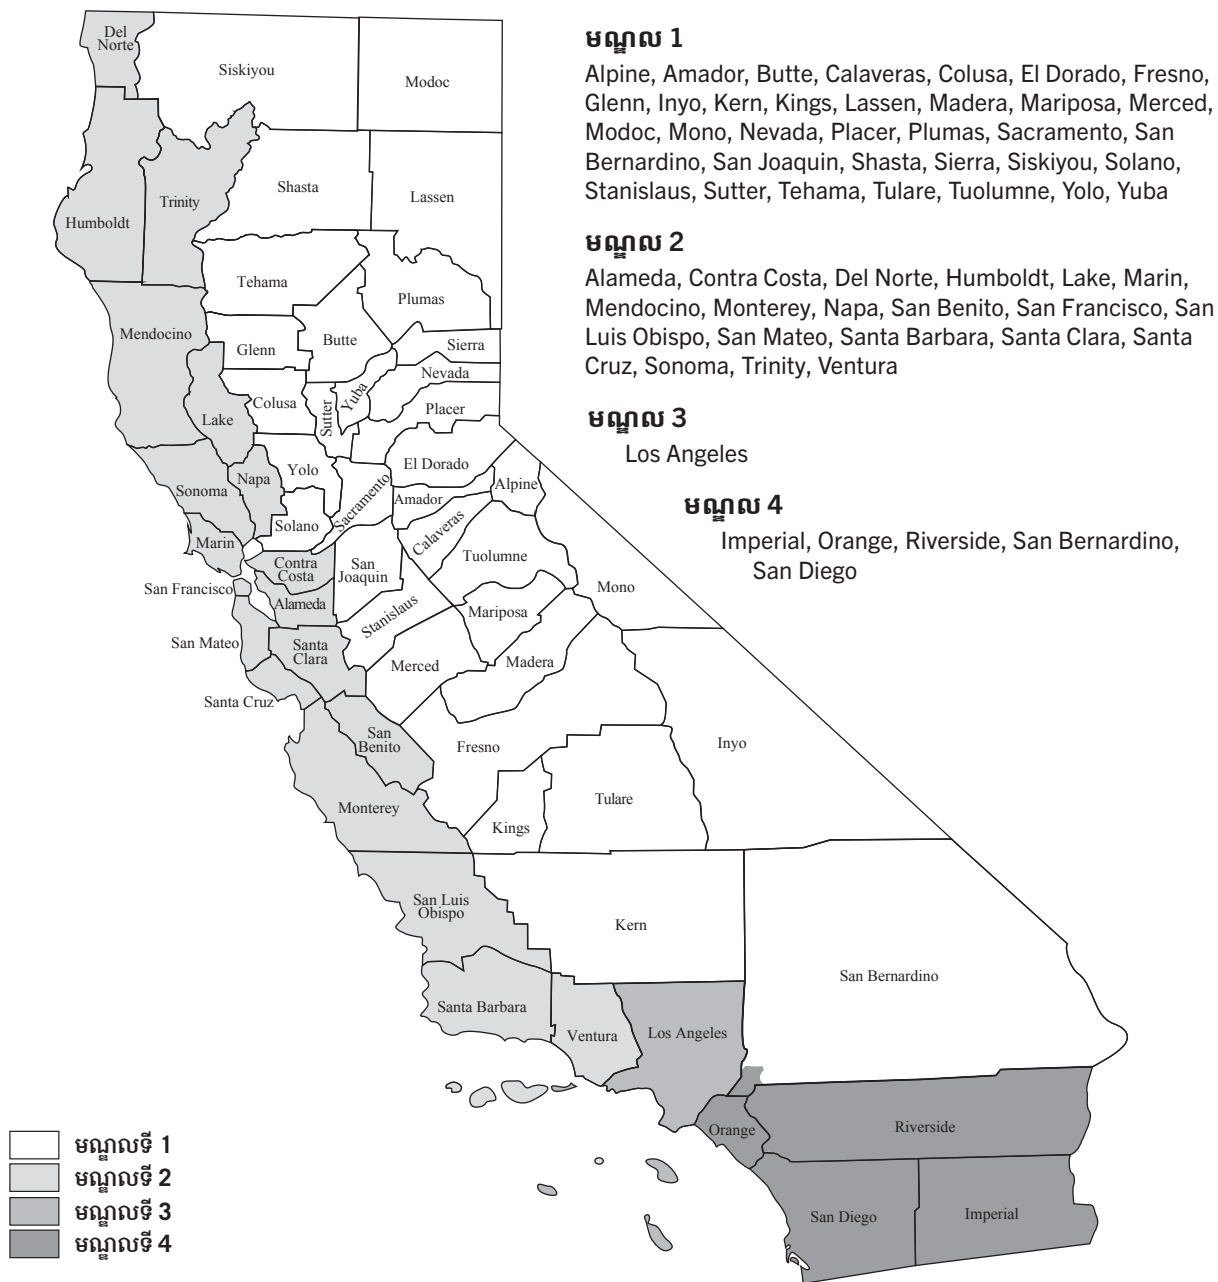 មណ្ឌល 1
Alpine, Amador, Butte, Calaveras, Colusa, El Dorado, Fresno,
Glenn, Inyo, Kern, Kings, Lassen, Madera, Mariposa, Merced,
Modoc, Mono, Nevada, Placer, Plumas, Sacramento, San
Bernardino, San Joaquin, Shasta, Sierra, Siskiyou, Solano,
Stanislaus, Sutter, Tehama, Tulare, Tuolumne, Yolo, Yuba
មណ្ឌល 2
Alameda, Contra Costa, Del Norte, Humboldt, Lake, Marin,
Mendocino, Monterey, Napa, San Benito, San Francisco, San
Luis Obispo, San Mateo, Santa Barbara, Santa Clara, Santa
Cruz, Sonoma, Trinity, Ventura
មណ្ឌល 3
Los Angeles
មណ្ឌល 4
Imperial, Orange, Riverside, San Bernardino,
San Diego
Del
Norte
Siskiyou
Modoc
Humboldt
Trinity
Shasta
Lassen
Tehama
Plumas
Mendocino
Glenn
Butte
Sierra
Nevada
Yuba
Sutter
Colusa
Placer
Lake
El Dorado
Yolo
Napa
Sonoma
Sacramento
Alpine
Amador
Solano
Calaveras
Marin
Contra
Costa
San
Joaquin
Tuolumne
San Francisco
Alameda
Mono
Stanislaus
Mariposa
San Mateo
Santa
Clara
Merced
Madera
Santa Cruz
San
Benito
Fresno
Inyo
Monterey
Kings
Tulare
San Luis
Obispo
Kern
San Bernardino
Santa Barbara
Ventura
Los Angeles
Orange
Riverside
San Diego
Imperial
មណ្ឌលទី 1
មណ្ឌលទី 2
មណ្ឌលទី 3
មណ្ឌលទី 4